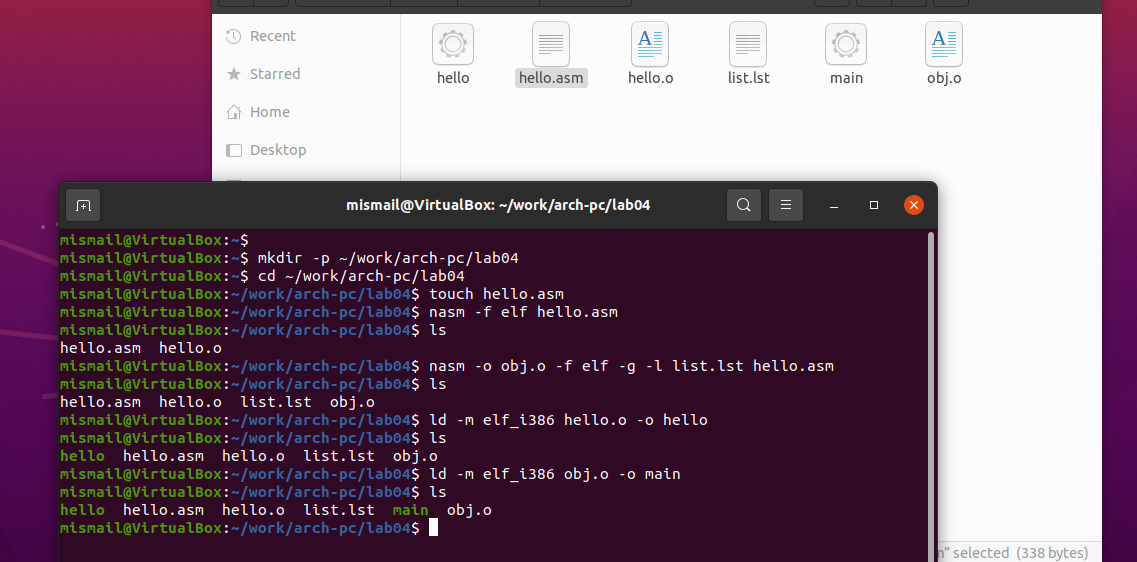 Recent
Starred
Home
Desktop
hello hello.asm hello.o list.lst main obj.o
mismail@VirtualBox: ~/work/arch-pc/lab04
mismail@VirtualBox:~$
mismail@VirtualBox:~$ mkdir -p ~/work/arch-pc/lab04
mismail@VirtualBox:~$ cd ~/work/arch-pc/lab04
mismail@VirtualBox:~/work/arch-pc/lab04$ touch hello.asm
mismail@VirtualBox:~/work/arch-pc/lab04$ nasm -f elf hello.asm
mismail@VirtualBox:~/work/arch-pc/lab04$ ls
hello.asm  hello.o
mismail@VirtualBox:~/work/arch-pc/lab04$ nasm -o obj.o -f elf -g -l list.lst hello.asm
mismail@VirtualBox:~/work/arch-pc/lab04$ ls
hello.asm  hello.o  list.lst  obj.o
mismail@VirtualBox:~/work/arch-pc/lab04$ ld -m elf_i386 hello.o -o hello
mismail@VirtualBox:~/work/arch-pc/lab04$ ls
hello  hello.asm  hello.o  list.lst  obj.o
mismail@VirtualBox:~/work/arch-pc/lab04$ ld -m elf_i386 obj.o -o main
mismail@VirtualBox:~/work/arch-pc/lab04$ ls
hello  hello.asm  hello.o  list.lst  main  obj.o
mismail@VirtualBox:~/work/arch-pc/lab04$
m" selected (338 bytes)